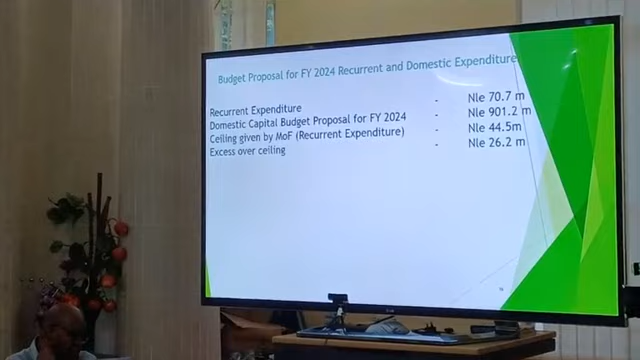 Budget Proposal for FY 2024 Recurrent and Domestic Expenditure
Recurrent Expenditure - Nle 70.7 m
Domestic Capital Budget Proposal for FY 2024 - Nle 901.2 m
Ceiling given by MoF (Recurrent Expenditure) - Nle 44.5m
Excess over ceiling - Nle 26.2 m